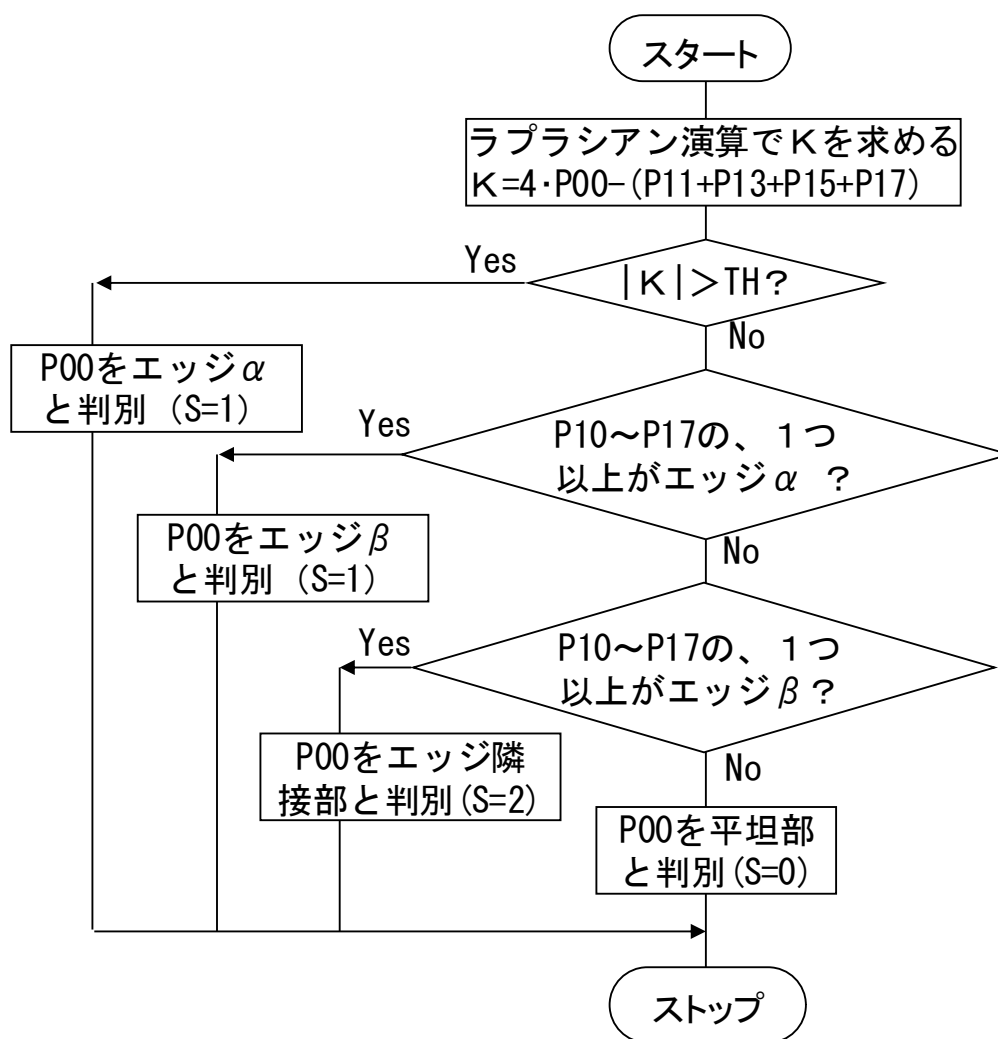 スタート
ラプラシアン演算でKを求める
K=4・P00-(P11+P13+P15+P17)
Yes
|K|>TH?
No
P00をエッジα
と判別 (S=1)
Yes
P10~P17の、1つ
以上がエッジα ?
No
P00をエッジβ
と判別 (S=1)
Yes
P10~P17の、1つ
以上がエッジβ?
No
P00をエッジ隣
接部と判別(S=2)
P00を平坦部
と判別(S=0)
ストップ